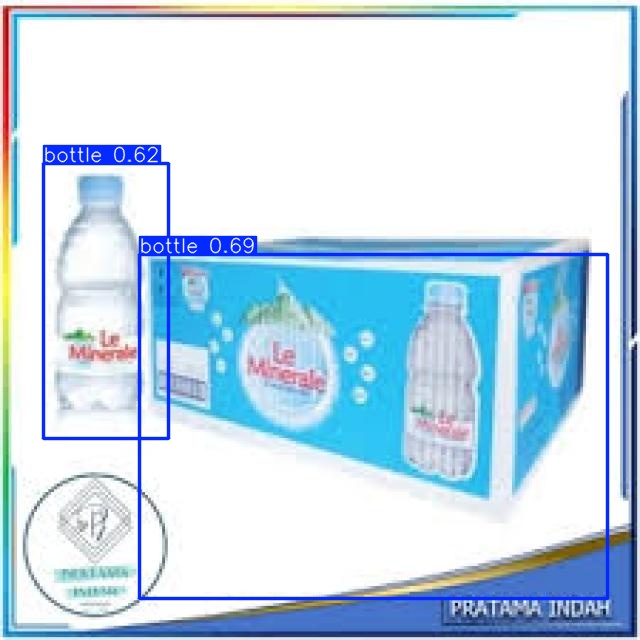 bottle 0.62
bottle 0.69
Le
Minerale
Le
Minerale
Le
Minerale
PRATAMA INDAH